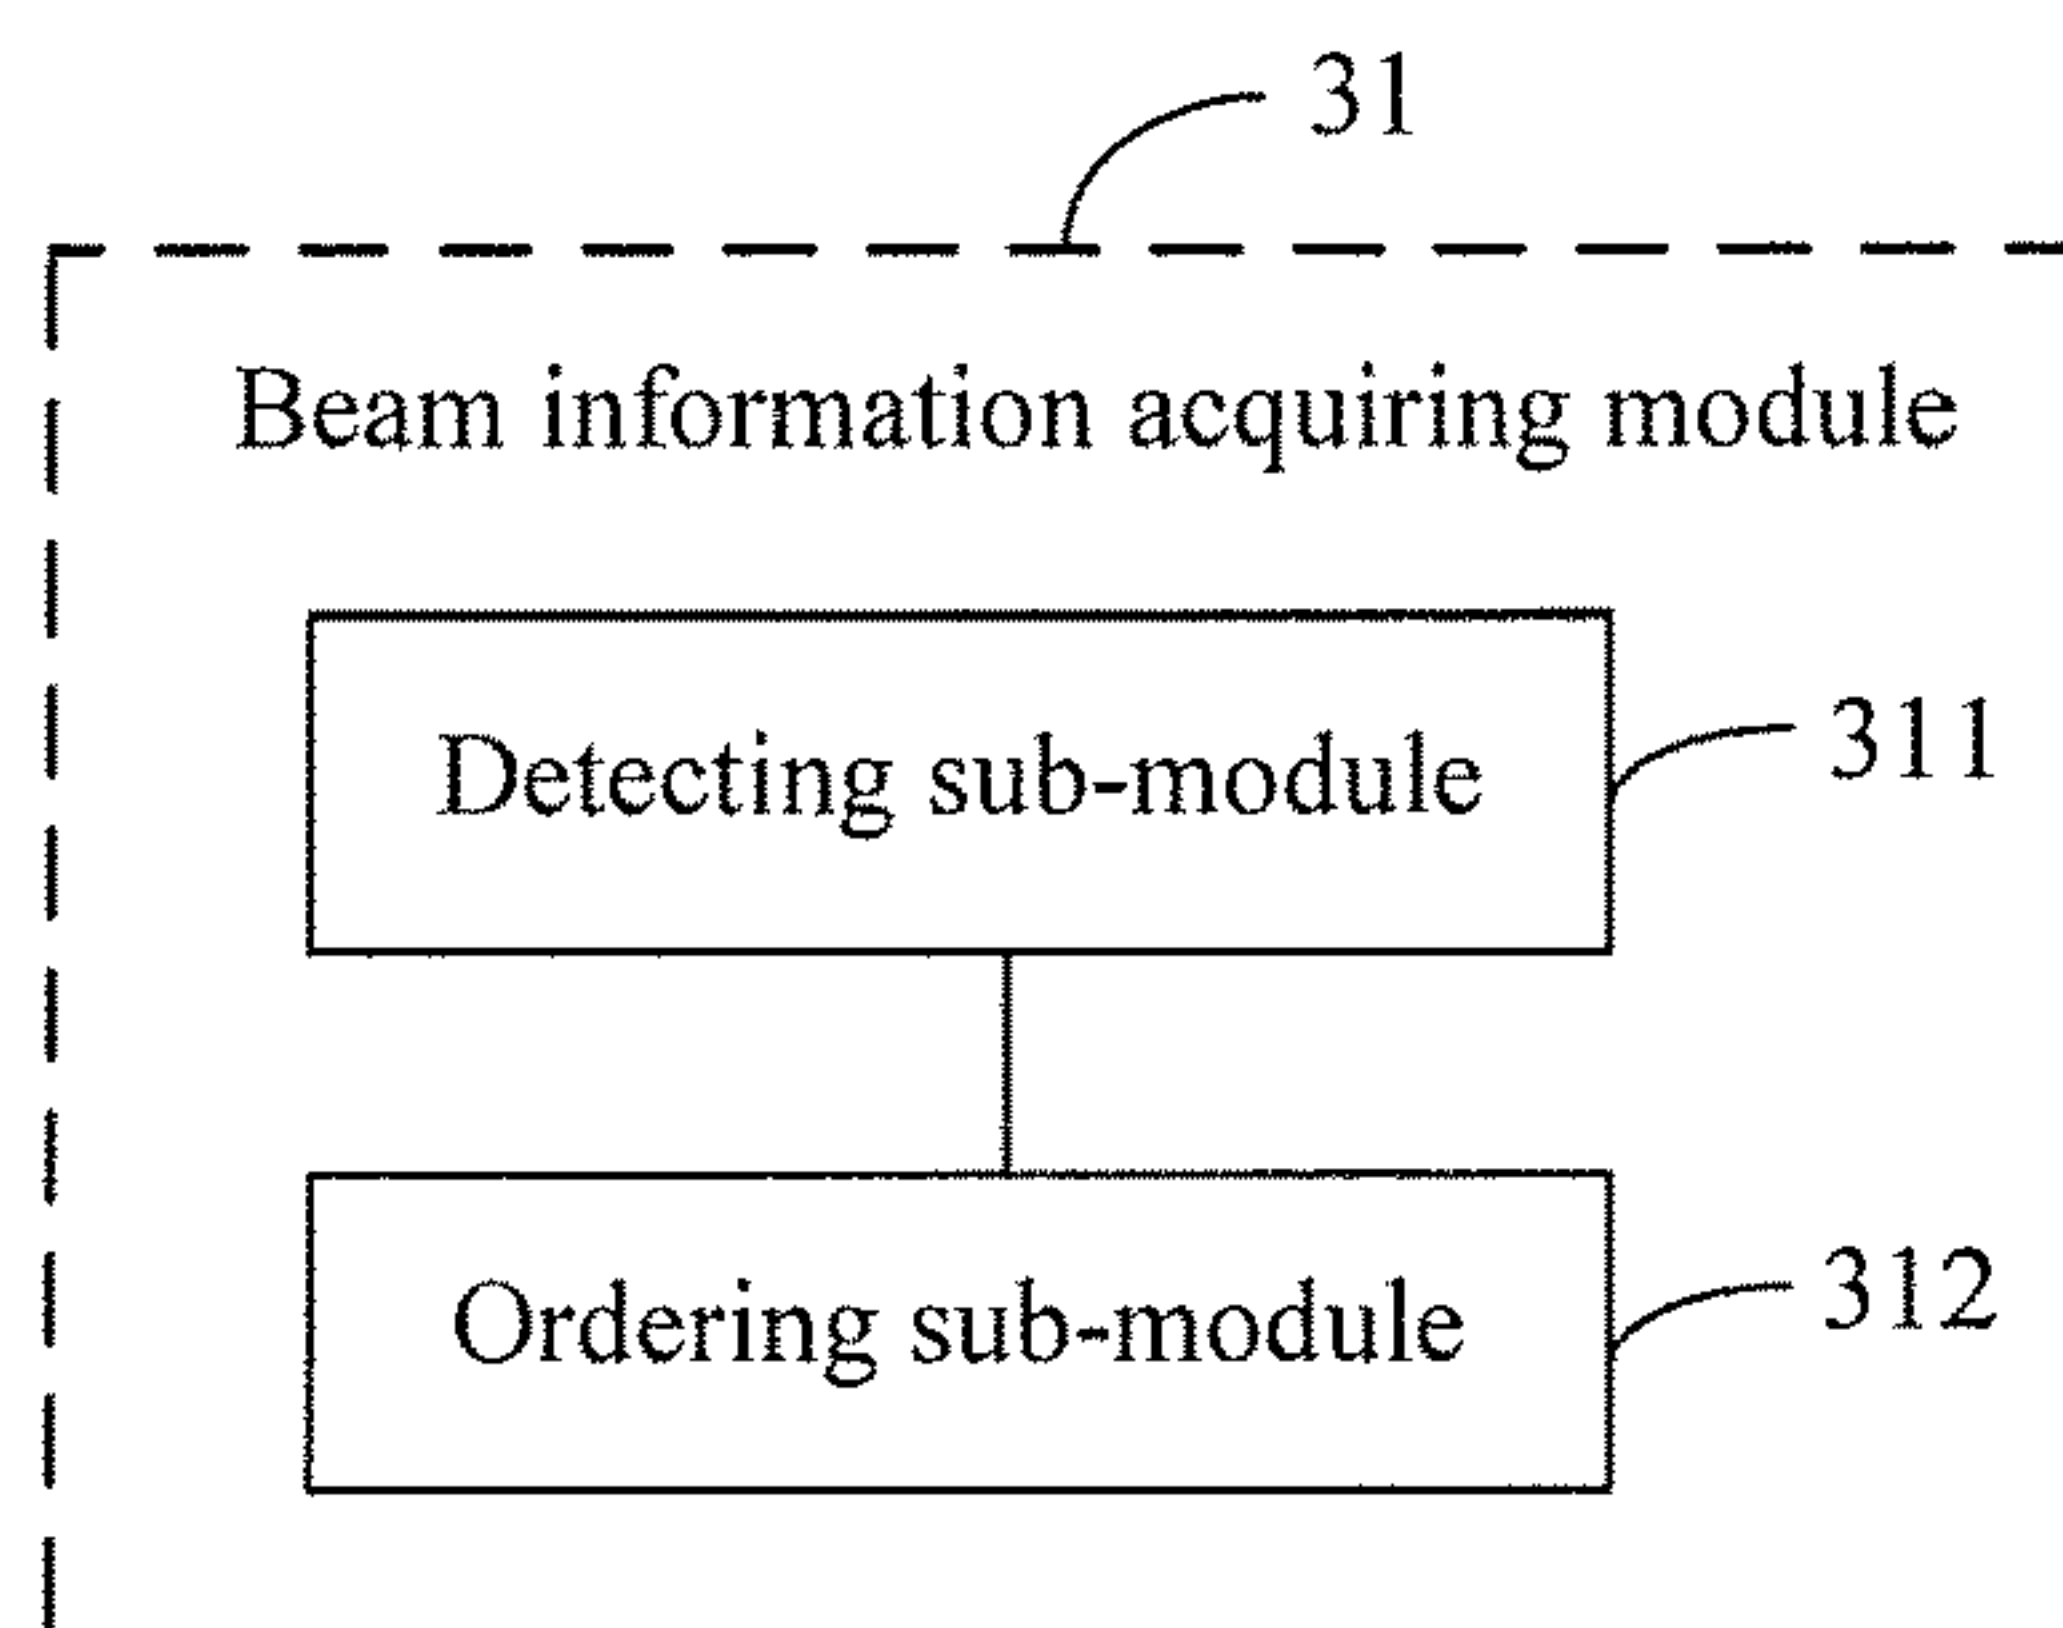 31
Beam information acquiring module
Detecting sub-module
311
Ordering sub-module
312